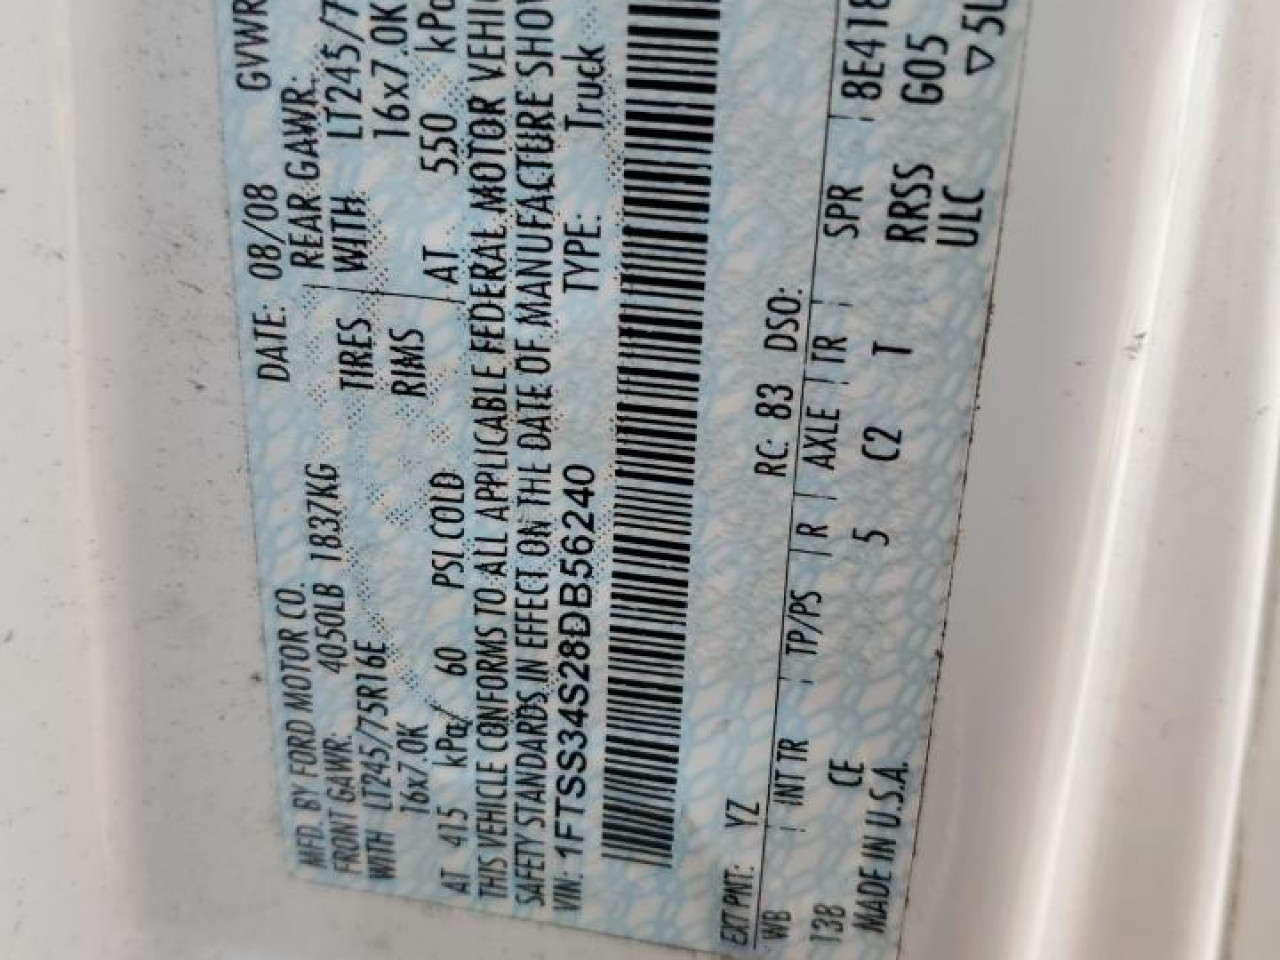 MFD. BY FORD MOTOR CO. DATE: 08/08 GVWR
FRONT GAWR: 4050LB 1837KG REAR GAWR:
WITH LT245/75R16E TIRES WITH LT245/7
16x7.0K RIMS 16x7.0K
AT 415 kPa/ 60 PSI COLD AT 550 kPa
THIS VEHICLE CONFORMS TO ALL APPLICABLE FEDERAL MOTOR VEHIC
SAFETY STANDARDS IN EFFECT ON THE DATE OF MANUFACTURE SHOW
VIN: 1FTSS34S28DB56240 TYPE: Truck
EXT PNT: YZ RC: 83 DSO:
WB INT TR TP/PS R AXLE TR SPR 8E418
138 CE 5 C2 T RRSS G05
MADE IN U.S.A. ULC ▽5U